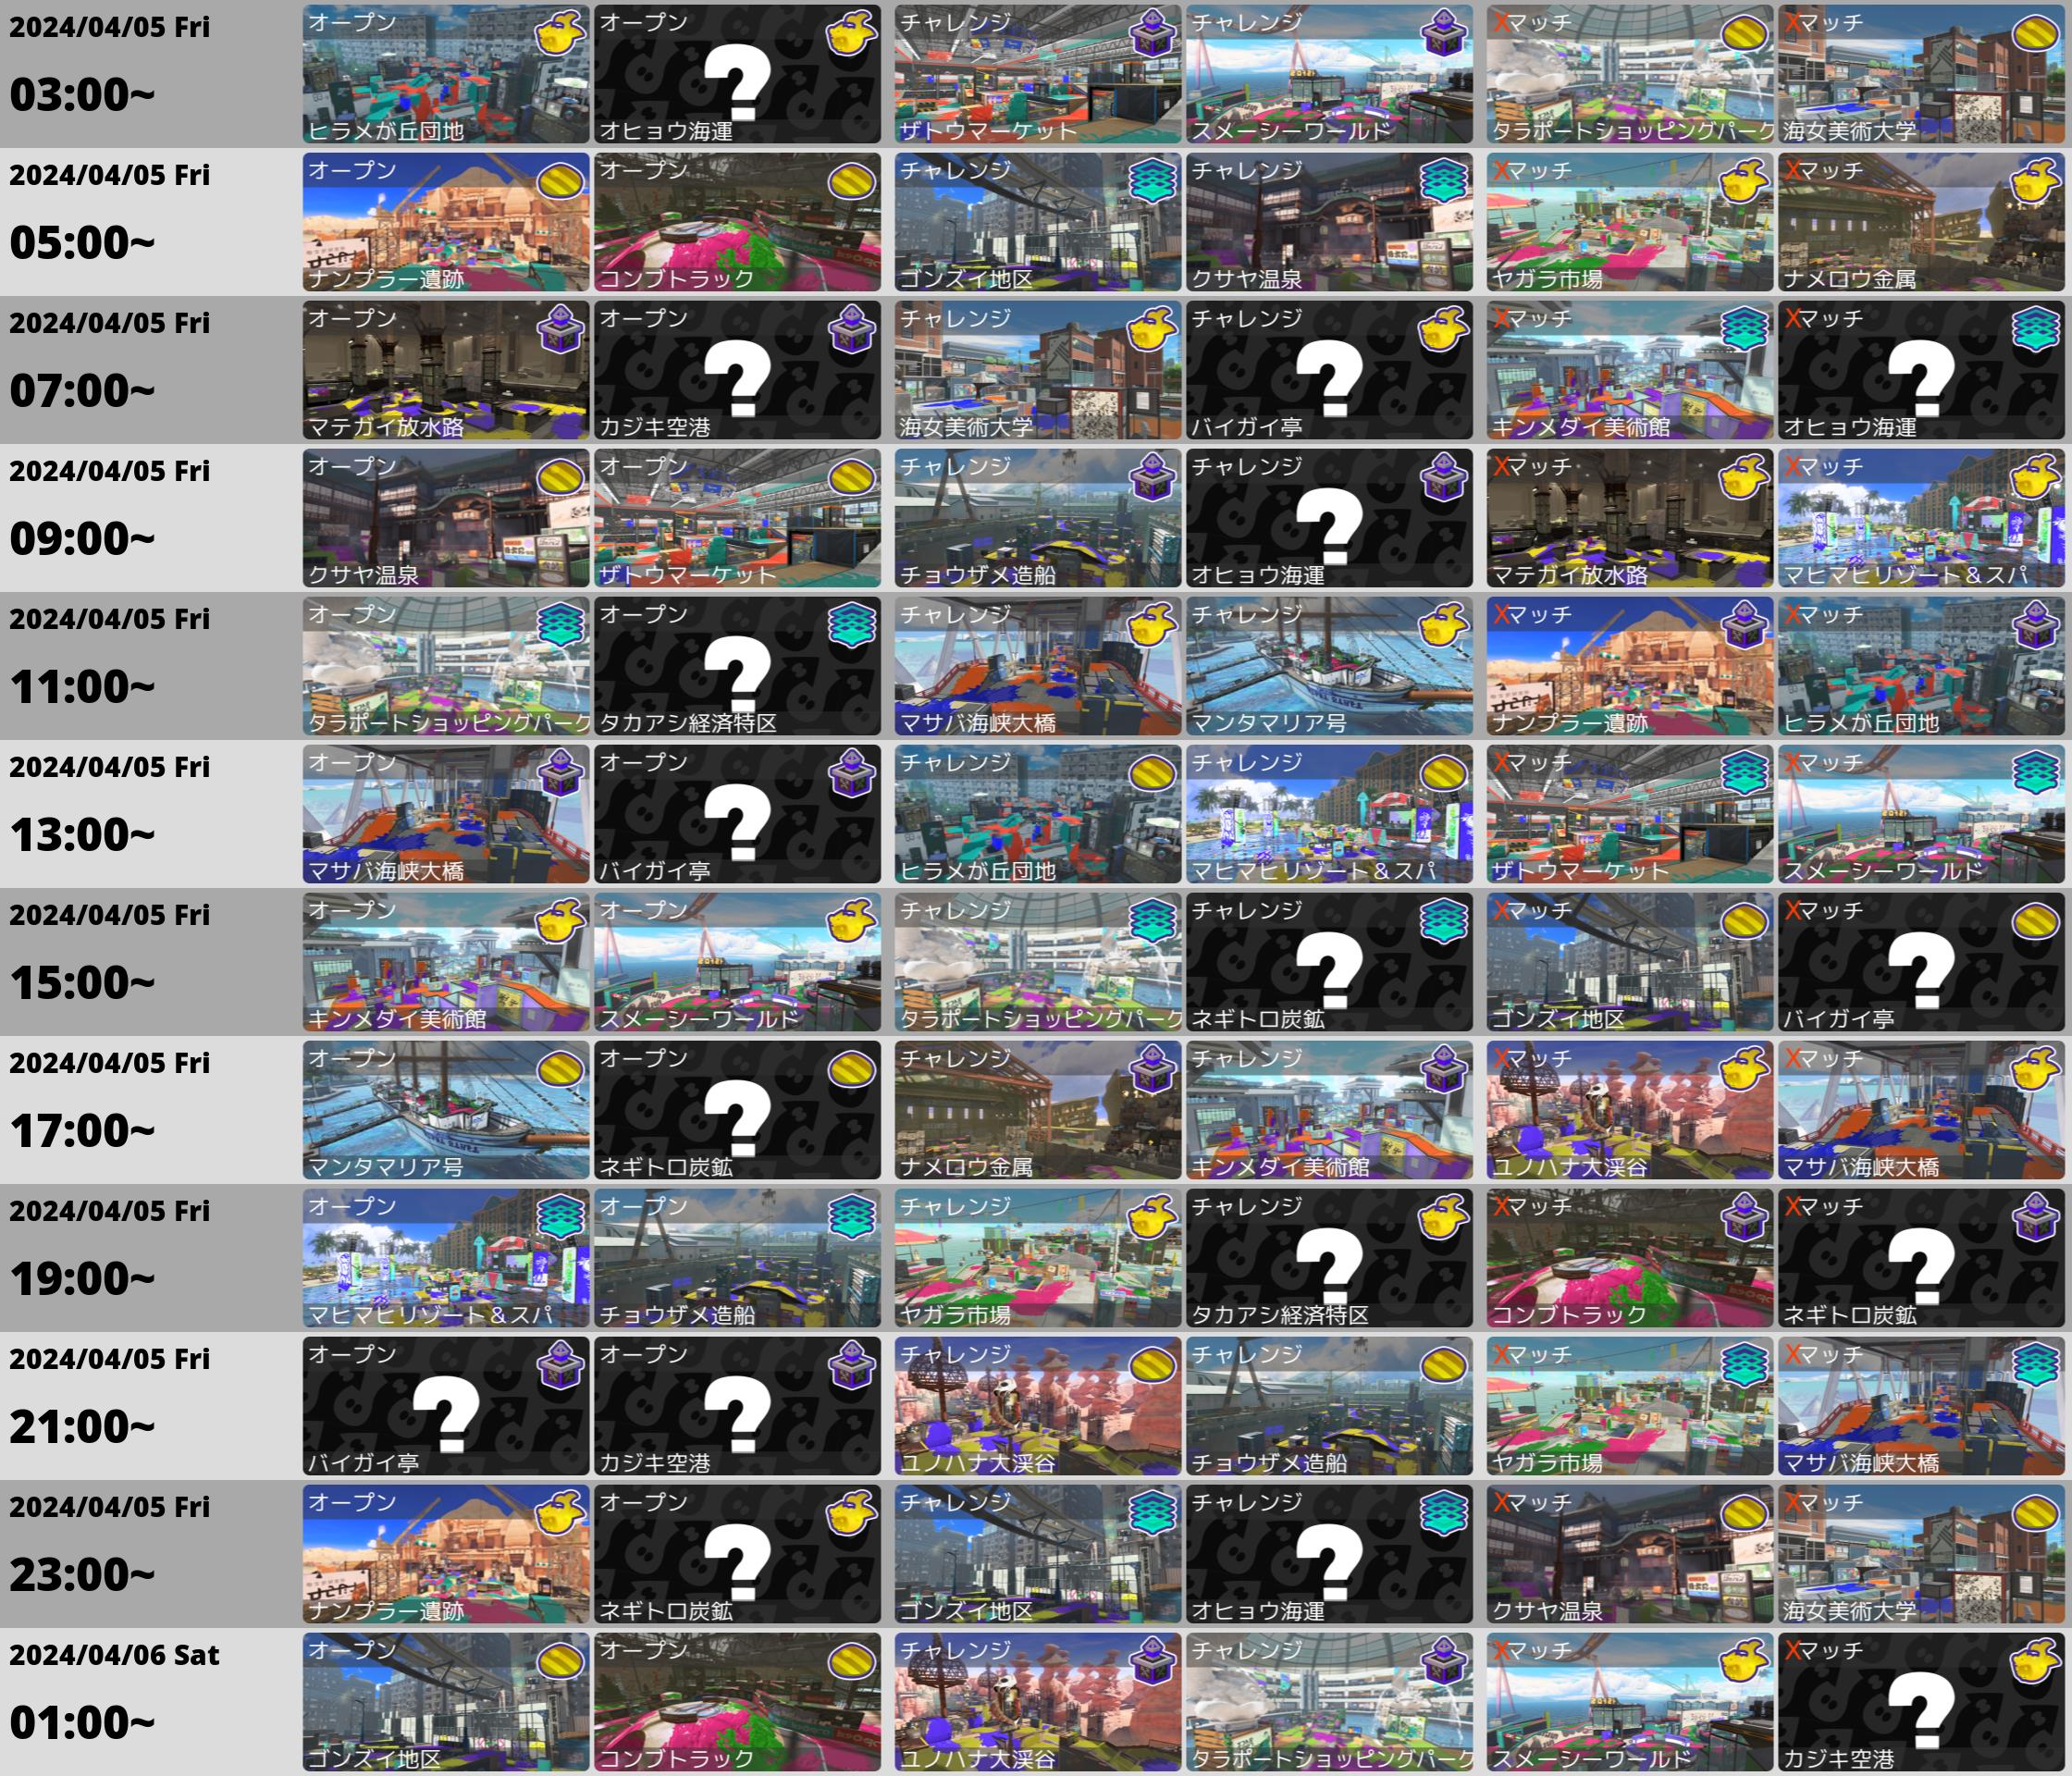 2024/04/05 Fri
03:00~
オープン オープン チャレンジ チャレンジ Xマッチ Xマッチ
ヒラメが丘団地 オヒョウ海運 ザトウマーケット スメーシーワールド タラポートショッピングパーク 海女美術大学
2024/04/05 Fri
05:00~
オープン オープン チャレンジ チャレンジ Xマッチ Xマッチ
ナンプラー遺跡 コンブトラック ゴンズイ地区 クサヤ温泉 ヤガラ市場 ナメロウ金属
2024/04/05 Fri
07:00~
オープン オープン チャレンジ チャレンジ Xマッチ Xマッチ
マテガイ放水路 カジキ空港 海女美術大学 バイガイ亭 キンメダイ美術館 オヒョウ海運
2024/04/05 Fri
09:00~
オープン オープン チャレンジ チャレンジ Xマッチ Xマッチ
クサヤ温泉 ザトウマーケット チョウザメ造船 オヒョウ海運 マテガイ放水路 マヒマヒリゾート＆スパ
2024/04/05 Fri
11:00~
オープン オープン チャレンジ チャレンジ Xマッチ Xマッチ
タラポートショッピングパーク タカアシ経済特区 マサバ海峡大橋 マンタマリア号 ナンプラー遺跡 ヒラメが丘団地
2024/04/05 Fri
13:00~
オープン オープン チャレンジ チャレンジ Xマッチ Xマッチ
マサバ海峡大橋 バイガイ亭 ヒラメが丘団地 マヒマヒリゾート＆スパ ザトウマーケット スメーシーワールド
2024/04/05 Fri
15:00~
オープン オープン チャレンジ チャレンジ Xマッチ Xマッチ
キンメダイ美術館 スメーシーワールド タラポートショッピングパーク ネギトロ炭鉱 ゴンズイ地区 バイガイ亭
2024/04/05 Fri
17:00~
オープン オープン チャレンジ チャレンジ Xマッチ Xマッチ
マンタマリア号 ネギトロ炭鉱 ナメロウ金属 キンメダイ美術館 ユノハナ大渓谷 マサバ海峡大橋
2024/04/05 Fri
19:00~
オープン オープン チャレンジ チャレンジ Xマッチ Xマッチ
マヒマヒリゾート＆スパ チョウザメ造船 ヤガラ市場 タカアシ経済特区 コンブトラック ネギトロ炭鉱
2024/04/05 Fri
21:00~
オープン オープン チャレンジ チャレンジ Xマッチ Xマッチ
バイガイ亭 カジキ空港 ユノハナ大渓谷 チョウザメ造船 ヤガラ市場 マサバ海峡大橋
2024/04/05 Fri
23:00~
オープン オープン チャレンジ チャレンジ Xマッチ Xマッチ
ナンプラー遺跡 ネギトロ炭鉱 ゴンズイ地区 オヒョウ海運 クサヤ温泉 海女美術大学
2024/04/06 Sat
01:00~
オープン オープン チャレンジ チャレンジ Xマッチ Xマッチ
ゴンズイ地区 コンブトラック ユノハナ大渓谷 タラポートショッピングパーク スメーシーワールド カジキ空港